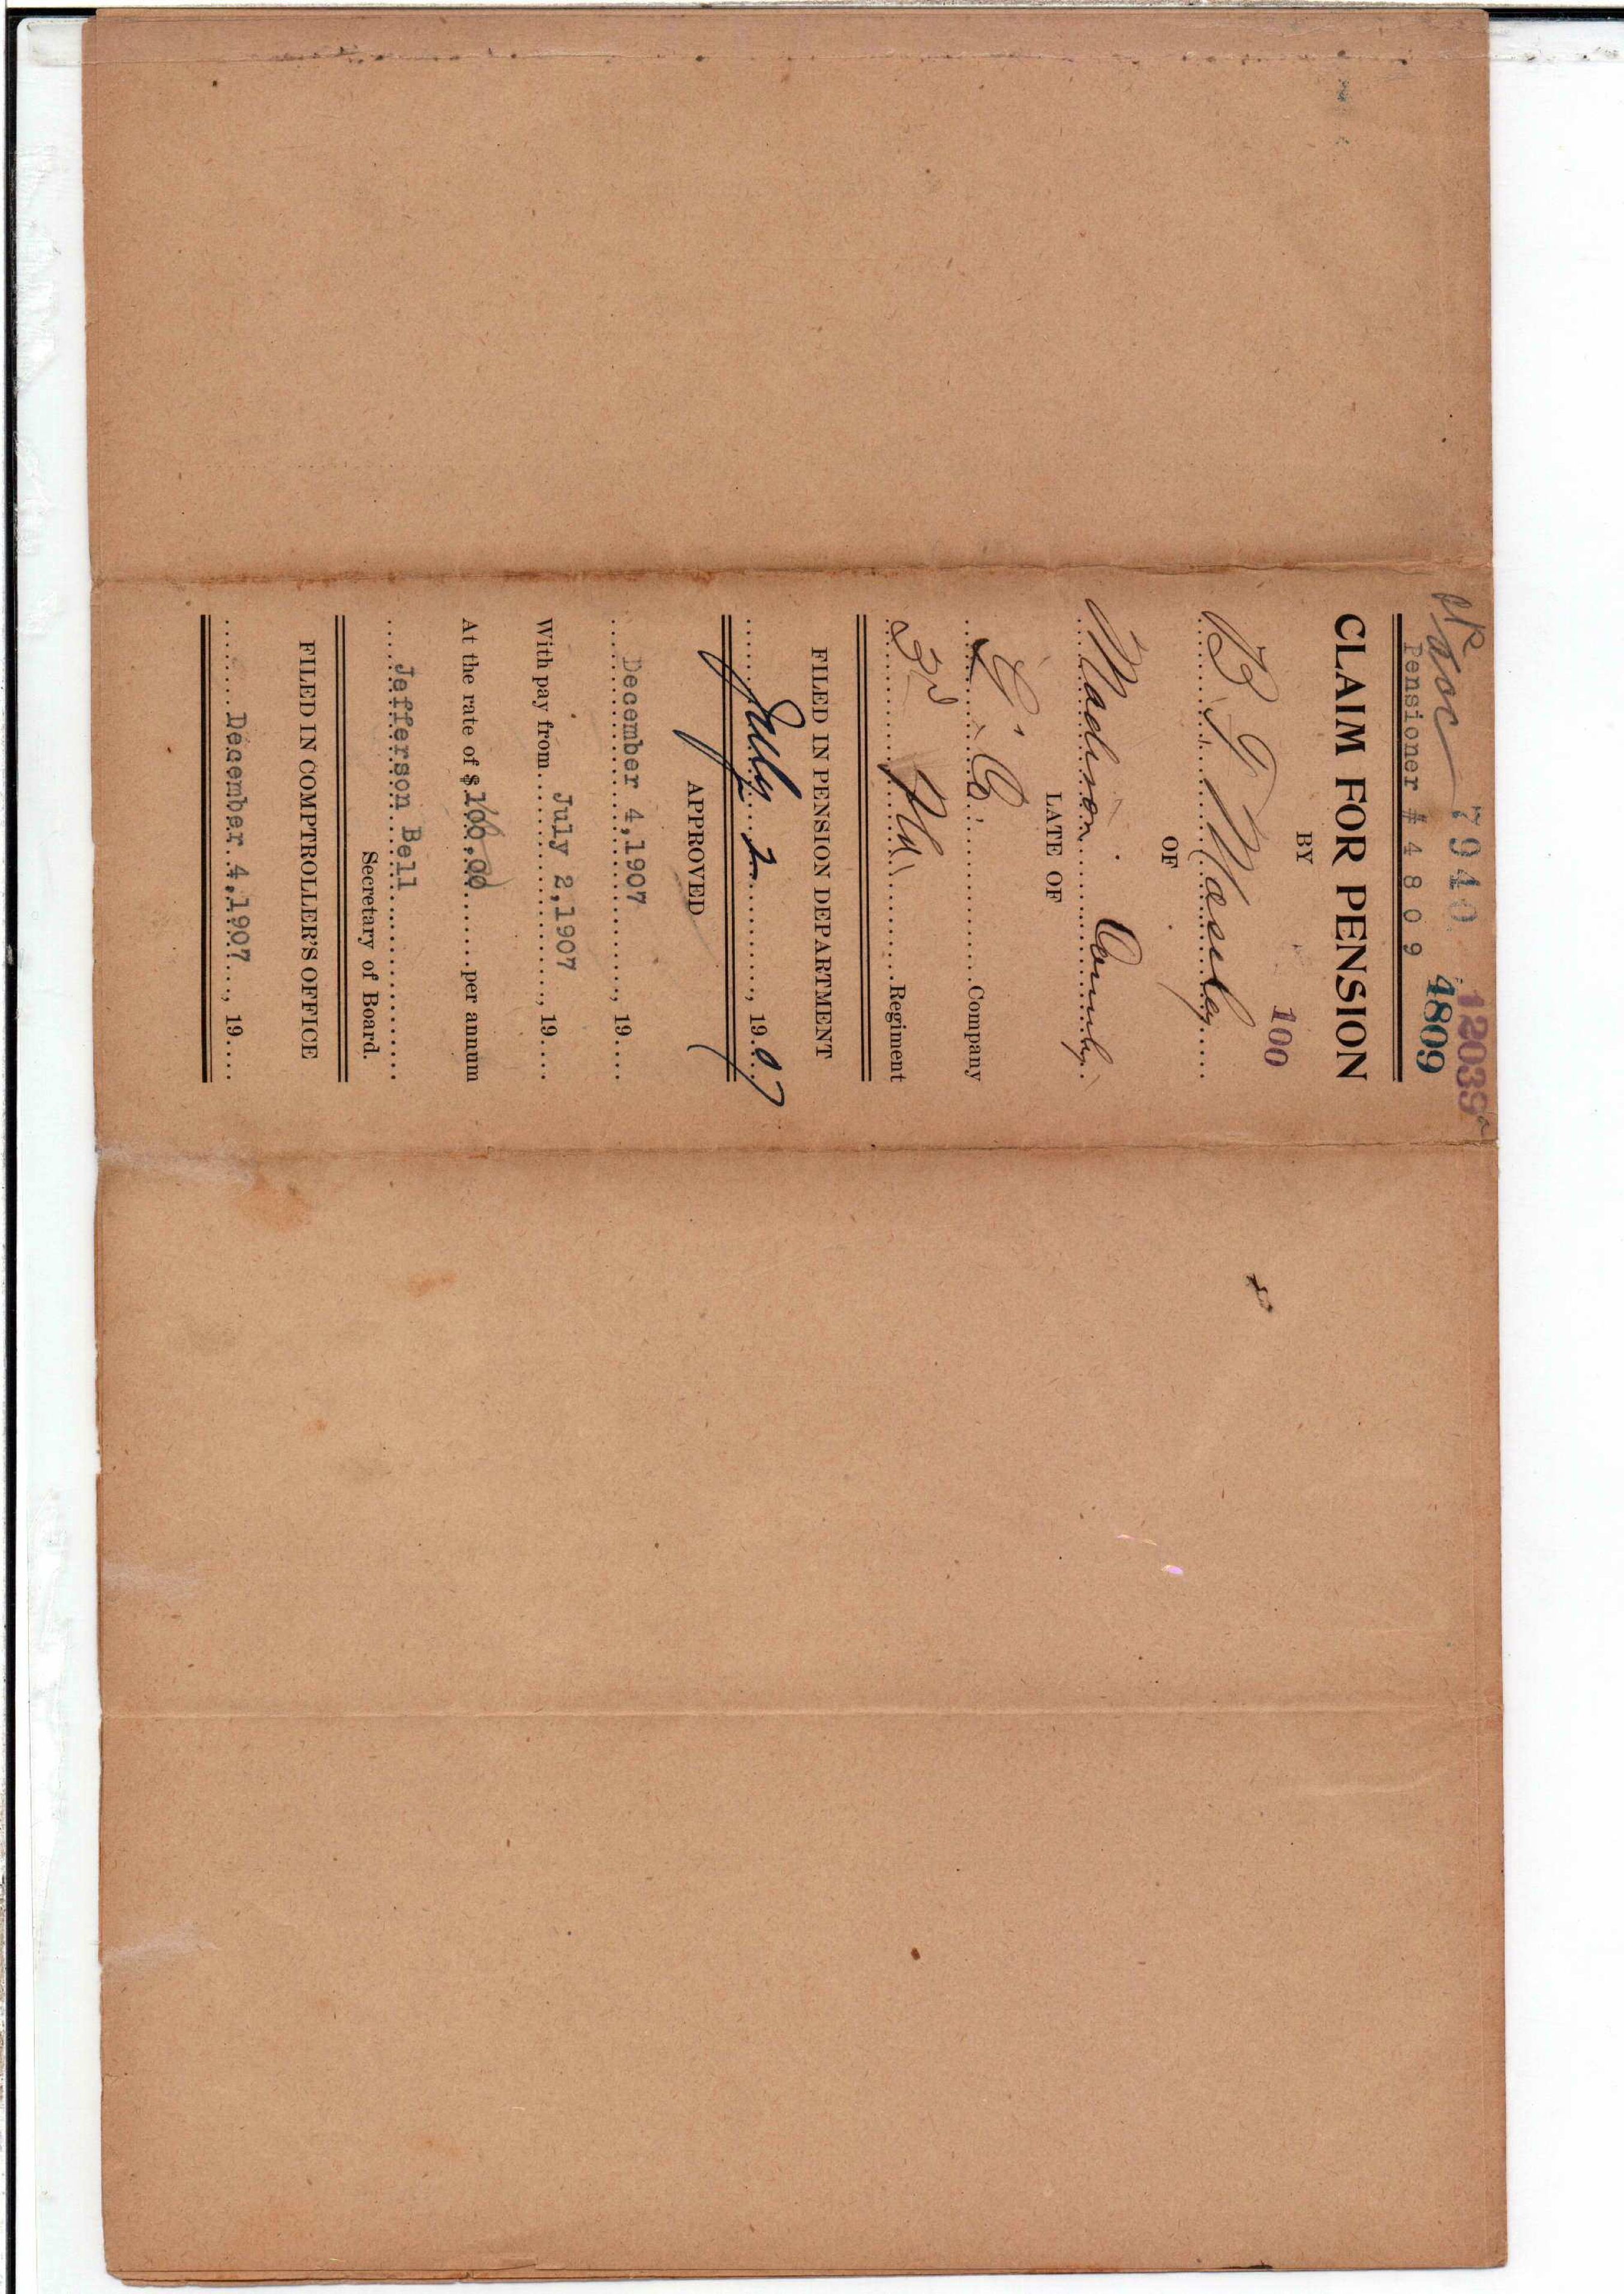 7940 12039
4809
Pensioner # 4809
CLAIM FOR PENSION
BY
100
B. F. Mosely
OF
Madison County
LATE OF
C. Co. Company
3rd Regiment
FILED IN PENSION DEPARTMENT
July 2, 1907
APPROVED
December 4, 1907, 19
With pay from July 2, 1907, 19
At the rate of $100.00 per annum
Jefferson Bell
Secretary of Board.
FILED IN COMPTROLLER'S OFFICE
December 4, 1907, 19